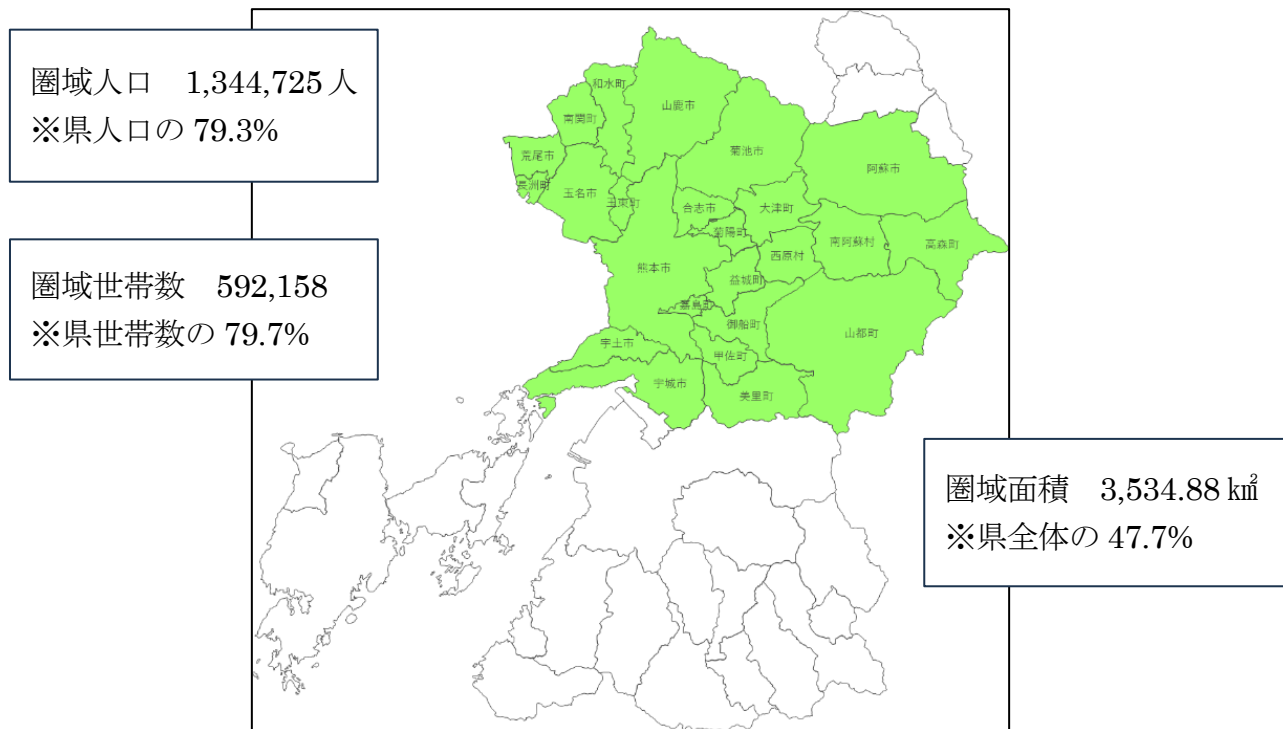 圏域人口　1,344,725 人
※県人口の 79.3%
圏域世帯数　592,158
※県世帯数の 79.7%
和水町
山鹿市
南関町
菊池市
荒尾市
阿蘇市
長洲町
玉名市
玉東町
合志市
大津町
菊陽町
南阿蘇村
高森町
熊本市
西原村
益城町
嘉島町
御船町
山都町
宇土市
甲佐町
宇城市
美里町
圏域面積　3,534.88 ㎢
※県全体の 47.7%